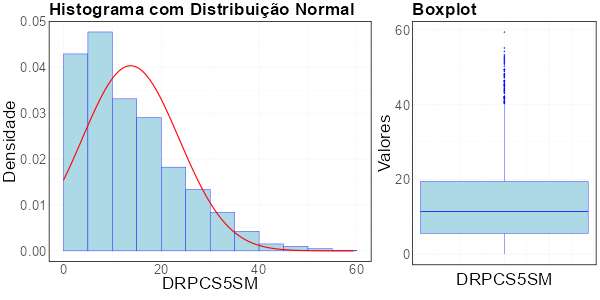 Histograma com Distribuição Normal
Densidade
0.05
0.04
0.03
0.02
0.01
0.00
0 20 40 60
DRPCS5SM
Boxplot
Valores
60
40
20
0
DRPCS5SM